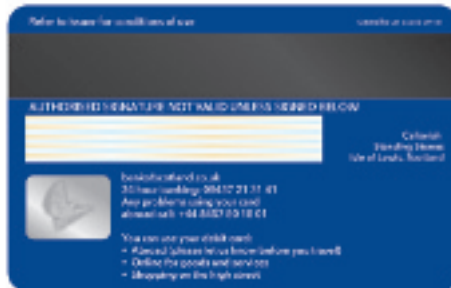 Refer to issuer for conditions of use
AUTHORISED SIGNATURE NOT VALID UNLESS SIGNED BELOW
Callanish
Standing Stones
Isle of Lewis, Scotland
bankofscotland.co.uk
24 hour banking:
Any problems using your card
abroad call:
You can use your debit card:
• Abroad (please let us know before you travel)
• Online for goods and services
• Shopping on the high street